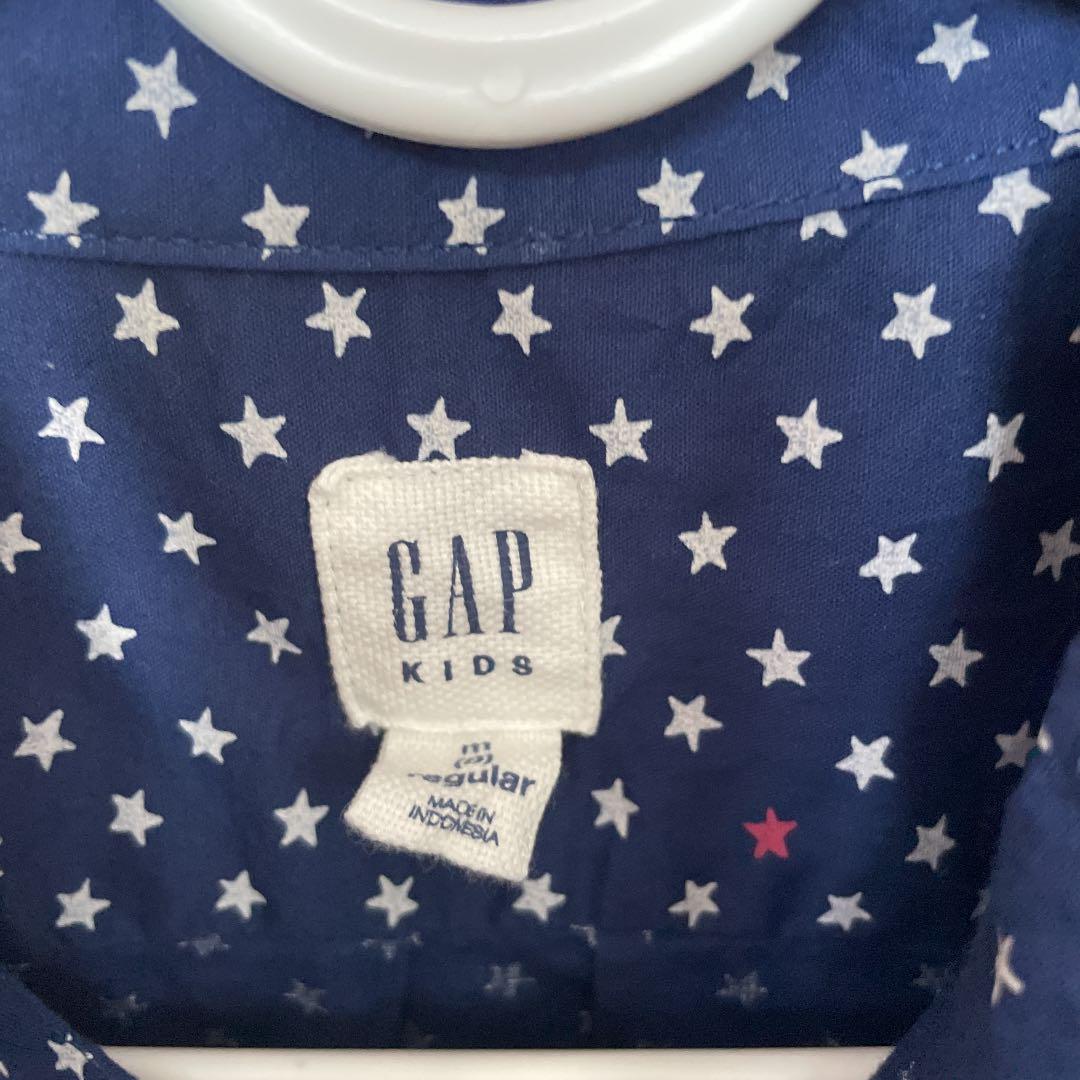 GAP
KIDS
m
regular
MADE IN
INDONESIA